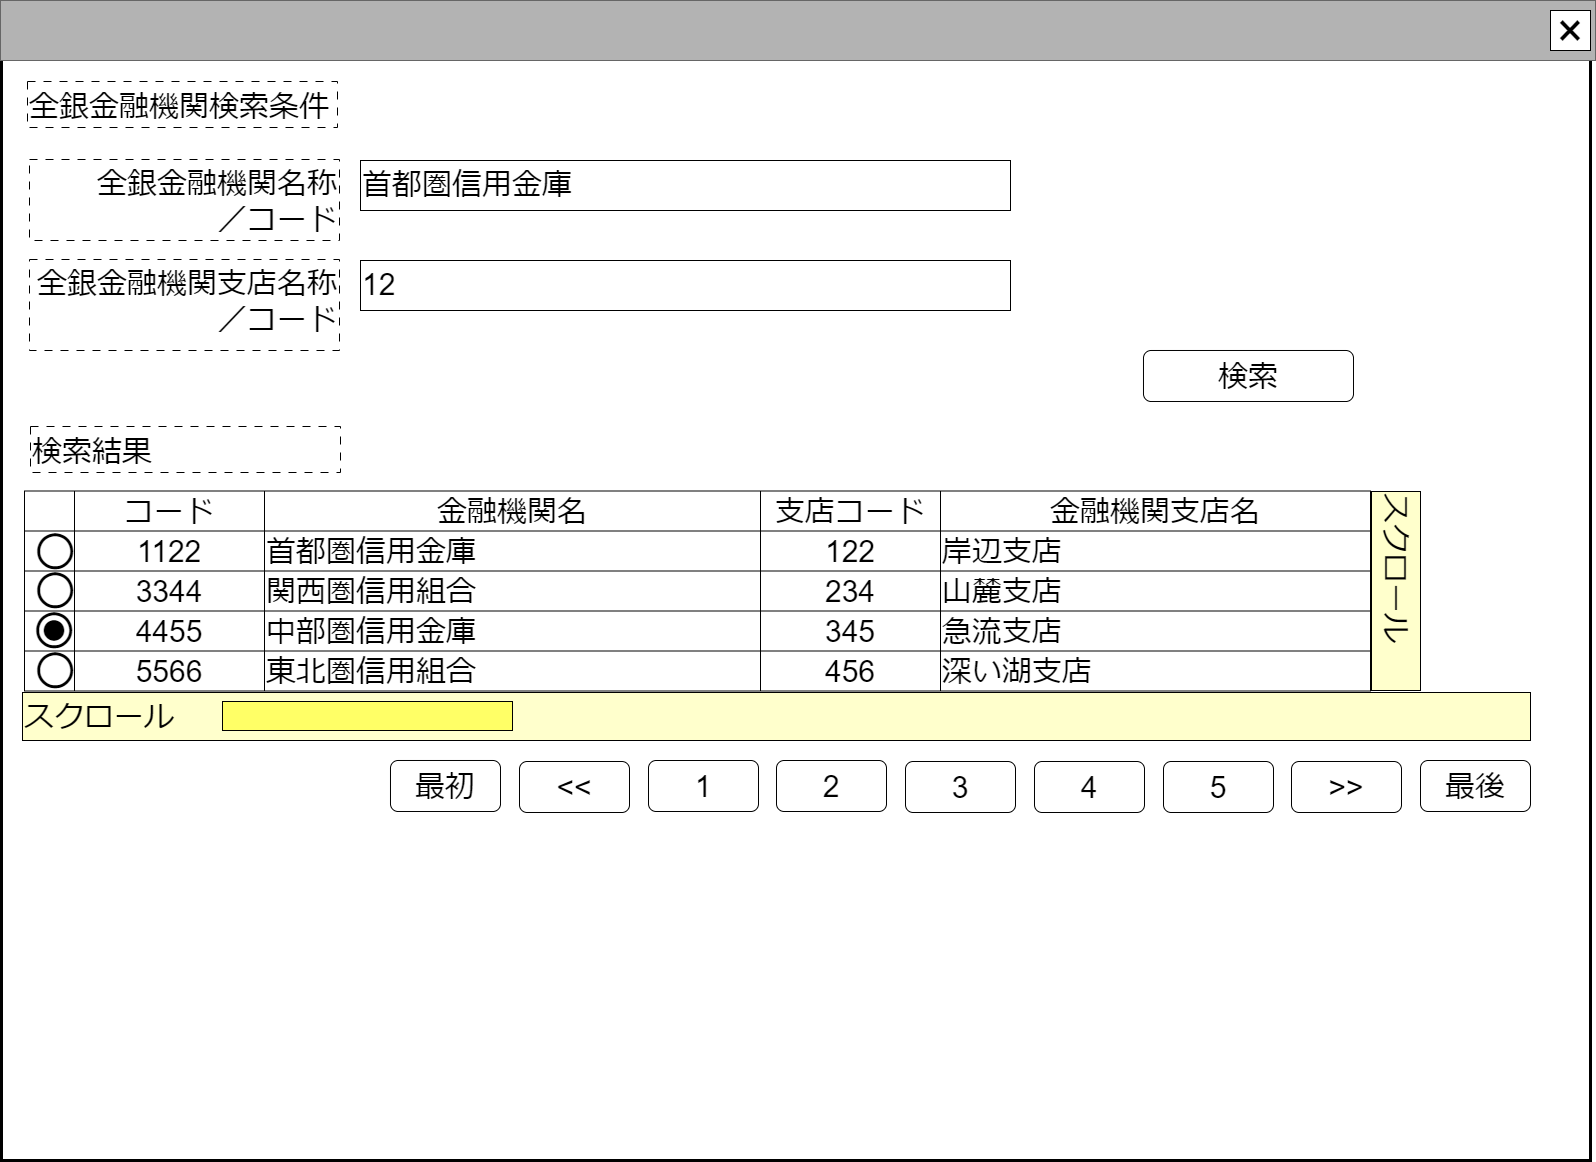 全銀金融機関検索条件
全銀金融機関名称
／コード
首都圏信用金庫
全銀金融機関支店名称
／コード
12
検索
検索結果
コード 金融機関名 支店コード 金融機関支店名
1122 首都圏信用金庫 122 岸辺支店
3344 関西圏信用組合 234 山麓支店
4455 中部圏信用金庫 345 急流支店
5566 東北圏信用組合 456 深い湖支店
スクロール
スクロール
最初 << 1 2 3 4 5 >> 最後